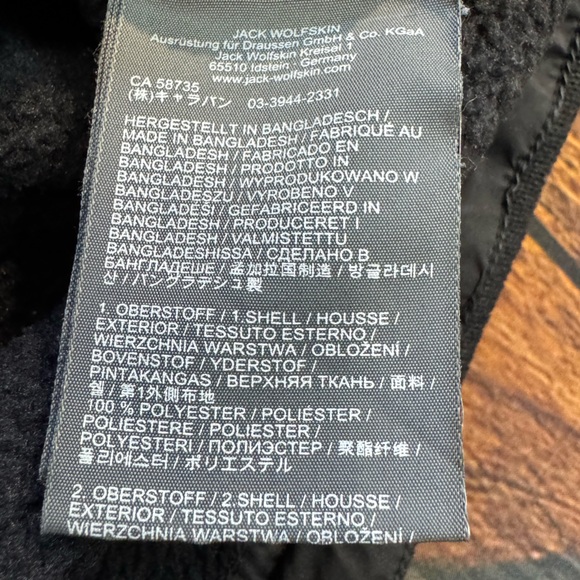 JACK WOLFSKIN
Ausrüstung für Draussen GmbH & Co. KGaA
Jack Wolfskin Kreisel 1
65510 Idstein, Germany
www.jack-wolfskin.com
CA 58735
(株)キャラバン 03-3944-2331
HERGESTELLT IN BANGLADESCH /
MADE IN BANGLADESH / FABRIQUÉ AU
BANGLADESH / FABRICADO EN
BANGLADESH / PRODOTTO IN
BANGLADESH / WYPRODUKOWANO W
BANGLADESZU / VYROBENO V
BANGLADÉŠI / GEFABRICEERD IN
BANGLADESH / PRODUCERET I
BANGLADESH / VALMISTETTU
BANGLADESHISSA / СДЕЛАНО В
БАНГЛАДЕШЕ / 孟加拉国制造 / 방글라데시
산 / バングラデシュ製
1. OBERSTOFF / 1.SHELL / HOUSSE /
EXTERIOR / TESSUTO ESTERNO /
WIERZCHNIA WARSTWA / OBLOŽENÍ /
BOVENSTOF / YDERSTOF /
PINTAKANGAS / ВЕРХНЯЯ ТКАНЬ / 面料 /
쉘 / 第1外側布地
100 % POLYESTER / POLIÉSTER /
POLIESTERE / POLIESTER /
POLYESTERI / ПОЛИЭСТЕР / 聚酯纤维 /
폴리에스터 / ポリエステル
2. OBERSTOFF / 2.SHELL / HOUSSE /
EXTERIOR / TESSUTO ESTERNO /
WIERZCHNIA WARSTWA / OBLOŽENÍ /